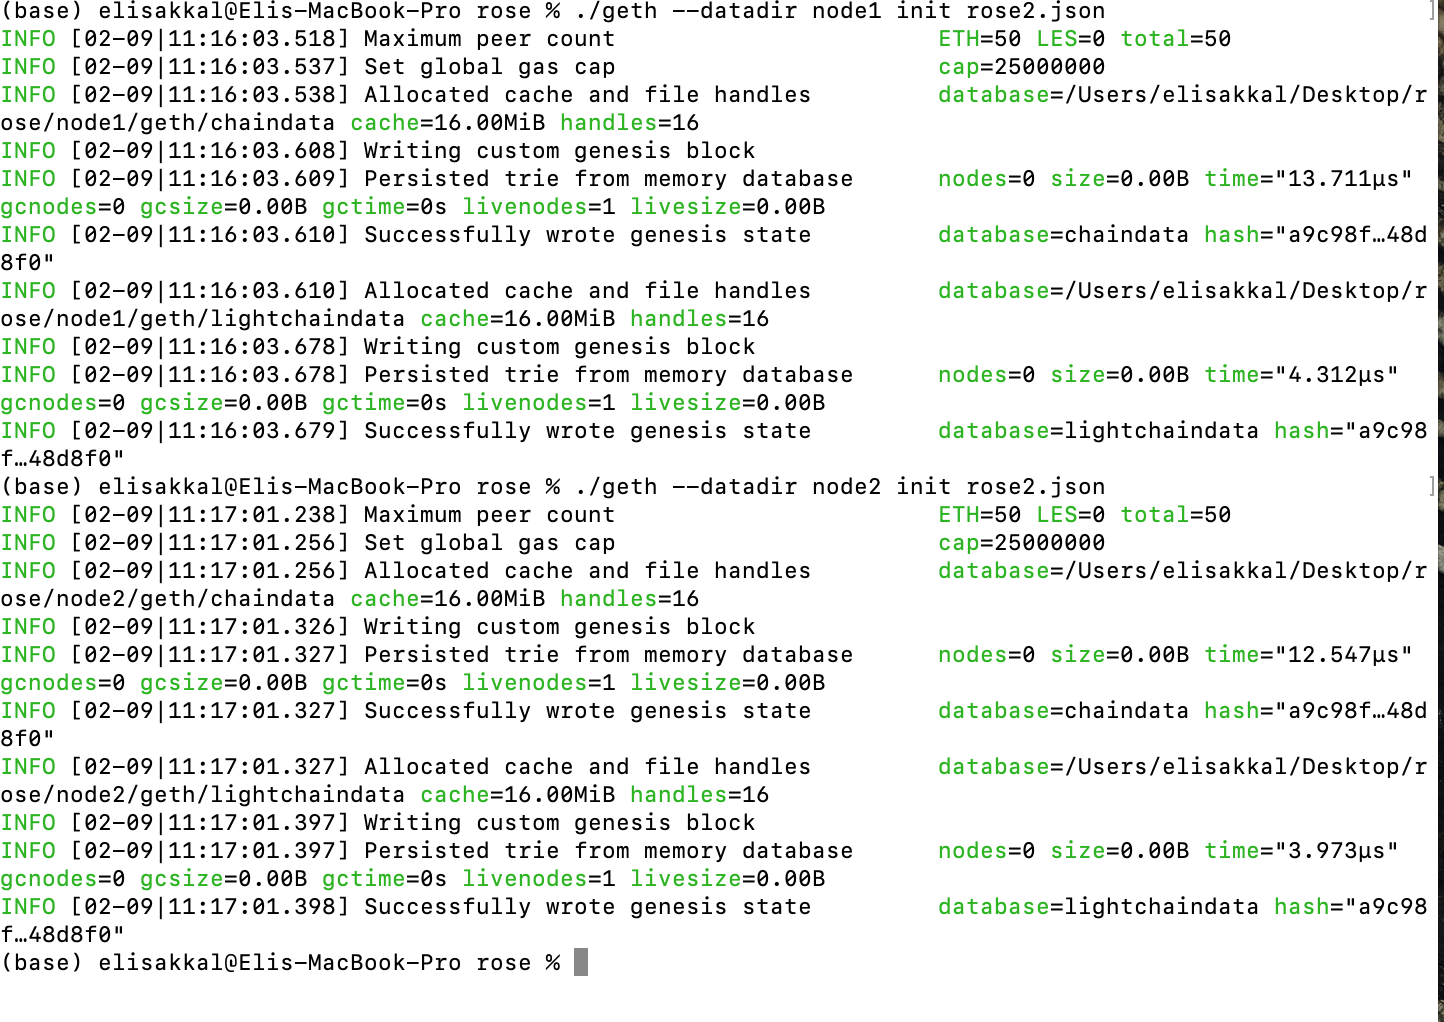 (base) elisakkal@Elis-MacBook-Pro rose % ./geth --datadir node1 init rose2.json ]
INFO [02-09|11:16:03.518] Maximum peer count ETH=50 LES=0 total=50
INFO [02-09|11:16:03.537] Set global gas cap cap=25000000
INFO [02-09|11:16:03.538] Allocated cache and file handles database=/Users/elisakkal/Desktop/r
ose/node1/geth/chaindata cache=16.00MiB handles=16
INFO [02-09|11:16:03.608] Writing custom genesis block
INFO [02-09|11:16:03.609] Persisted trie from memory database nodes=0 size=0.00B time="13.711µs"
gcnodes=0 gcsize=0.00B gctime=0s livenodes=1 livesize=0.00B
INFO [02-09|11:16:03.610] Successfully wrote genesis state database=chaindata hash="a9c98f…48d
8f0"
INFO [02-09|11:16:03.610] Allocated cache and file handles database=/Users/elisakkal/Desktop/r
ose/node1/geth/lightchaindata cache=16.00MiB handles=16
INFO [02-09|11:16:03.678] Writing custom genesis block
INFO [02-09|11:16:03.678] Persisted trie from memory database nodes=0 size=0.00B time="4.312µs"
gcnodes=0 gcsize=0.00B gctime=0s livenodes=1 livesize=0.00B
INFO [02-09|11:16:03.679] Successfully wrote genesis state database=lightchaindata hash="a9c98
f…48d8f0"
(base) elisakkal@Elis-MacBook-Pro rose % ./geth --datadir node2 init rose2.json ]
INFO [02-09|11:17:01.238] Maximum peer count ETH=50 LES=0 total=50
INFO [02-09|11:17:01.256] Set global gas cap cap=25000000
INFO [02-09|11:17:01.256] Allocated cache and file handles database=/Users/elisakkal/Desktop/r
ose/node2/geth/chaindata cache=16.00MiB handles=16
INFO [02-09|11:17:01.326] Writing custom genesis block
INFO [02-09|11:17:01.327] Persisted trie from memory database nodes=0 size=0.00B time="12.547µs"
gcnodes=0 gcsize=0.00B gctime=0s livenodes=1 livesize=0.00B
INFO [02-09|11:17:01.327] Successfully wrote genesis state database=chaindata hash="a9c98f…48d
8f0"
INFO [02-09|11:17:01.327] Allocated cache and file handles database=/Users/elisakkal/Desktop/r
ose/node2/geth/lightchaindata cache=16.00MiB handles=16
INFO [02-09|11:17:01.397] Writing custom genesis block
INFO [02-09|11:17:01.397] Persisted trie from memory database nodes=0 size=0.00B time="3.973µs"
gcnodes=0 gcsize=0.00B gctime=0s livenodes=1 livesize=0.00B
INFO [02-09|11:17:01.398] Successfully wrote genesis state database=lightchaindata hash="a9c98
f…48d8f0"
(base) elisakkal@Elis-MacBook-Pro rose %